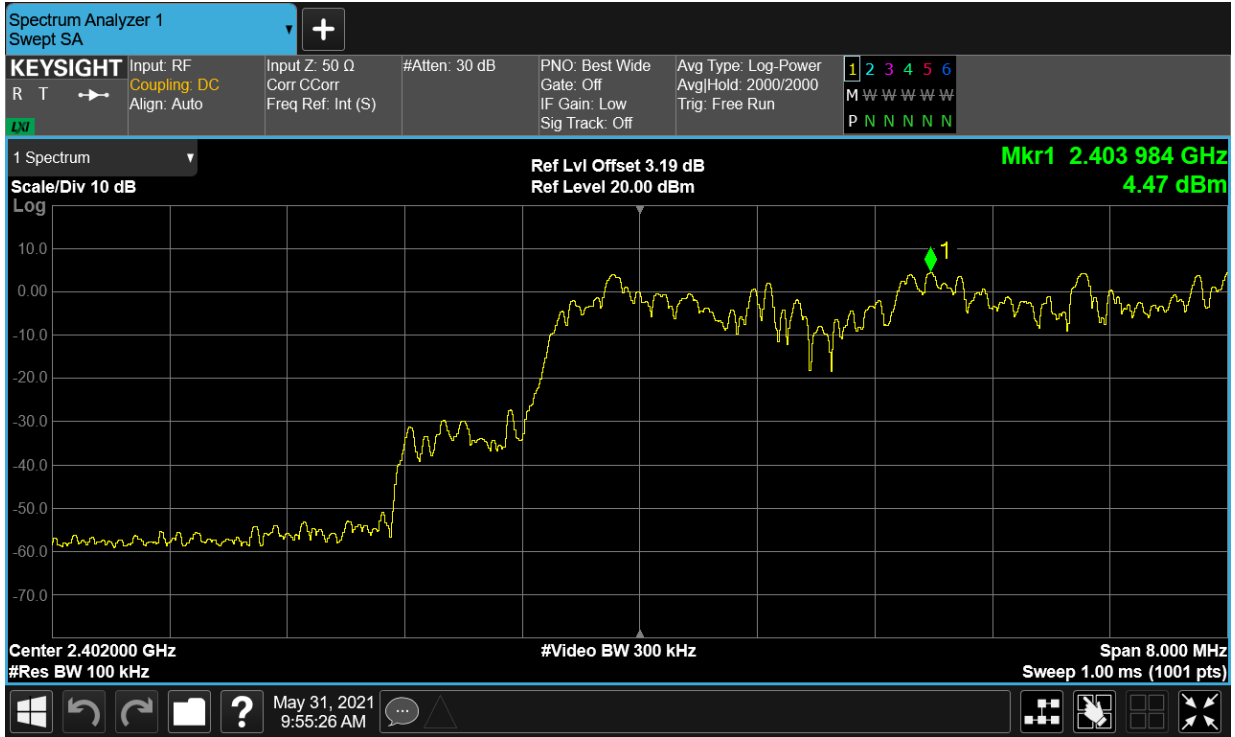 Spectrum Analyzer 1
Swept SA
KEYSIGHT
R T
LXI
Input: RF
Coupling: DC
Align: Auto
Input Z: 50 Ω
Corr CCorr
Freq Ref: Int (S)
#Atten: 30 dB
PNO: Best Wide
Gate: Off
IF Gain: Low
Sig Track: Off
Avg Type: Log-Power
Avg|Hold: 2000/2000
Trig: Free Run
1 2 3 4 5 6
M W W W W W
P N N N N N
1 Spectrum
Scale/Div 10 dB
Ref Lvl Offset 3.19 dB
Ref Level 20.00 dBm
Mkr1 2.403 984 GHz
4.47 dBm
Log
10.0
0.00
-10.0
-20.0
-30.0
-40.0
-50.0
-60.0
-70.0
1
Center 2.402000 GHz
#Res BW 100 kHz
#Video BW 300 kHz
Span 8.000 MHz
Sweep 1.00 ms (1001 pts)
?
May 31, 2021
9:55:26 AM